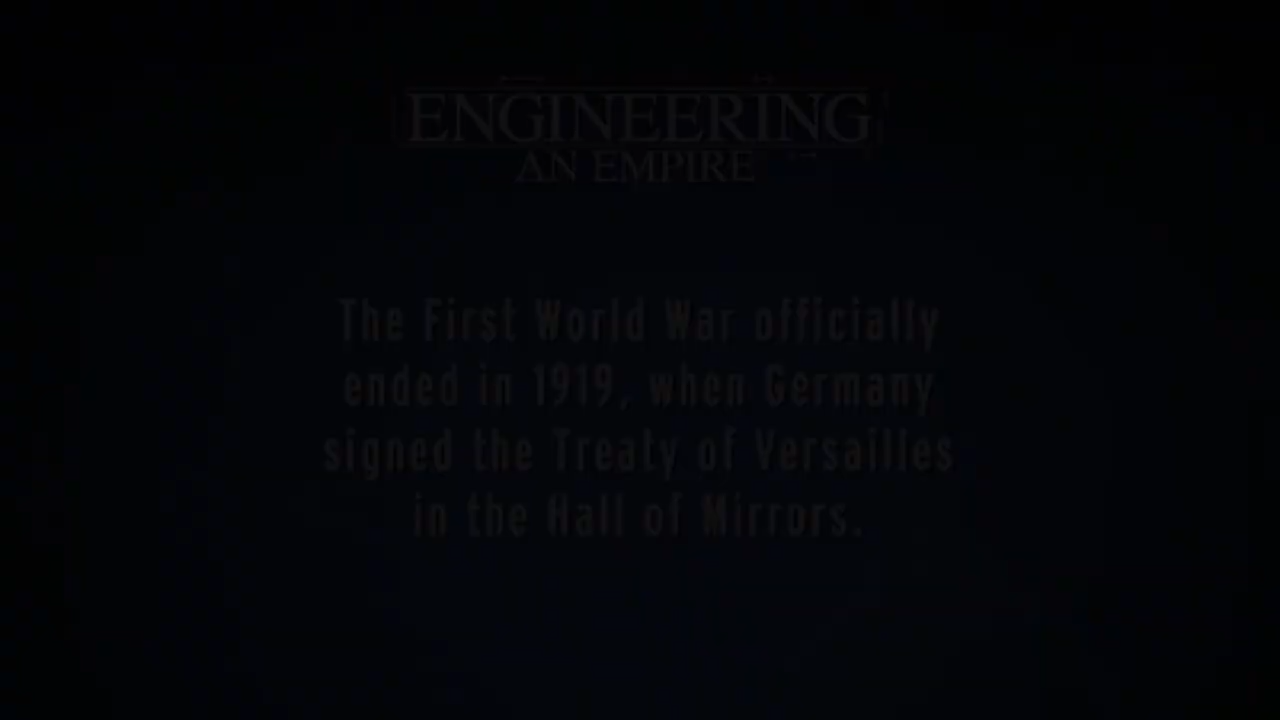 ENGINEERING
AN EMPIRE
The First World War officially
ended in 1919, when Germany
signed the Treaty of Versailles
in the Hall of Mirrors.